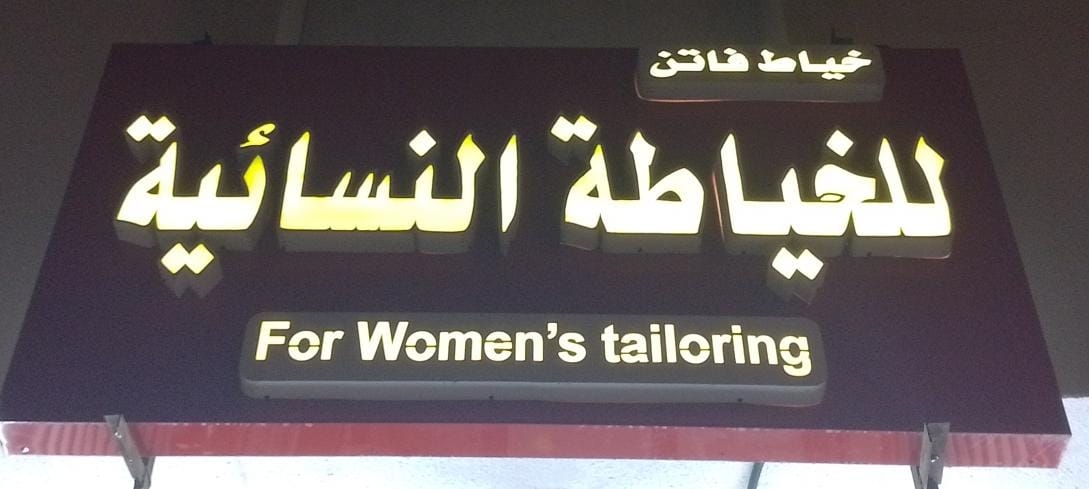 خياط فاتن
للخياطة النسائية
For Women's tailoring